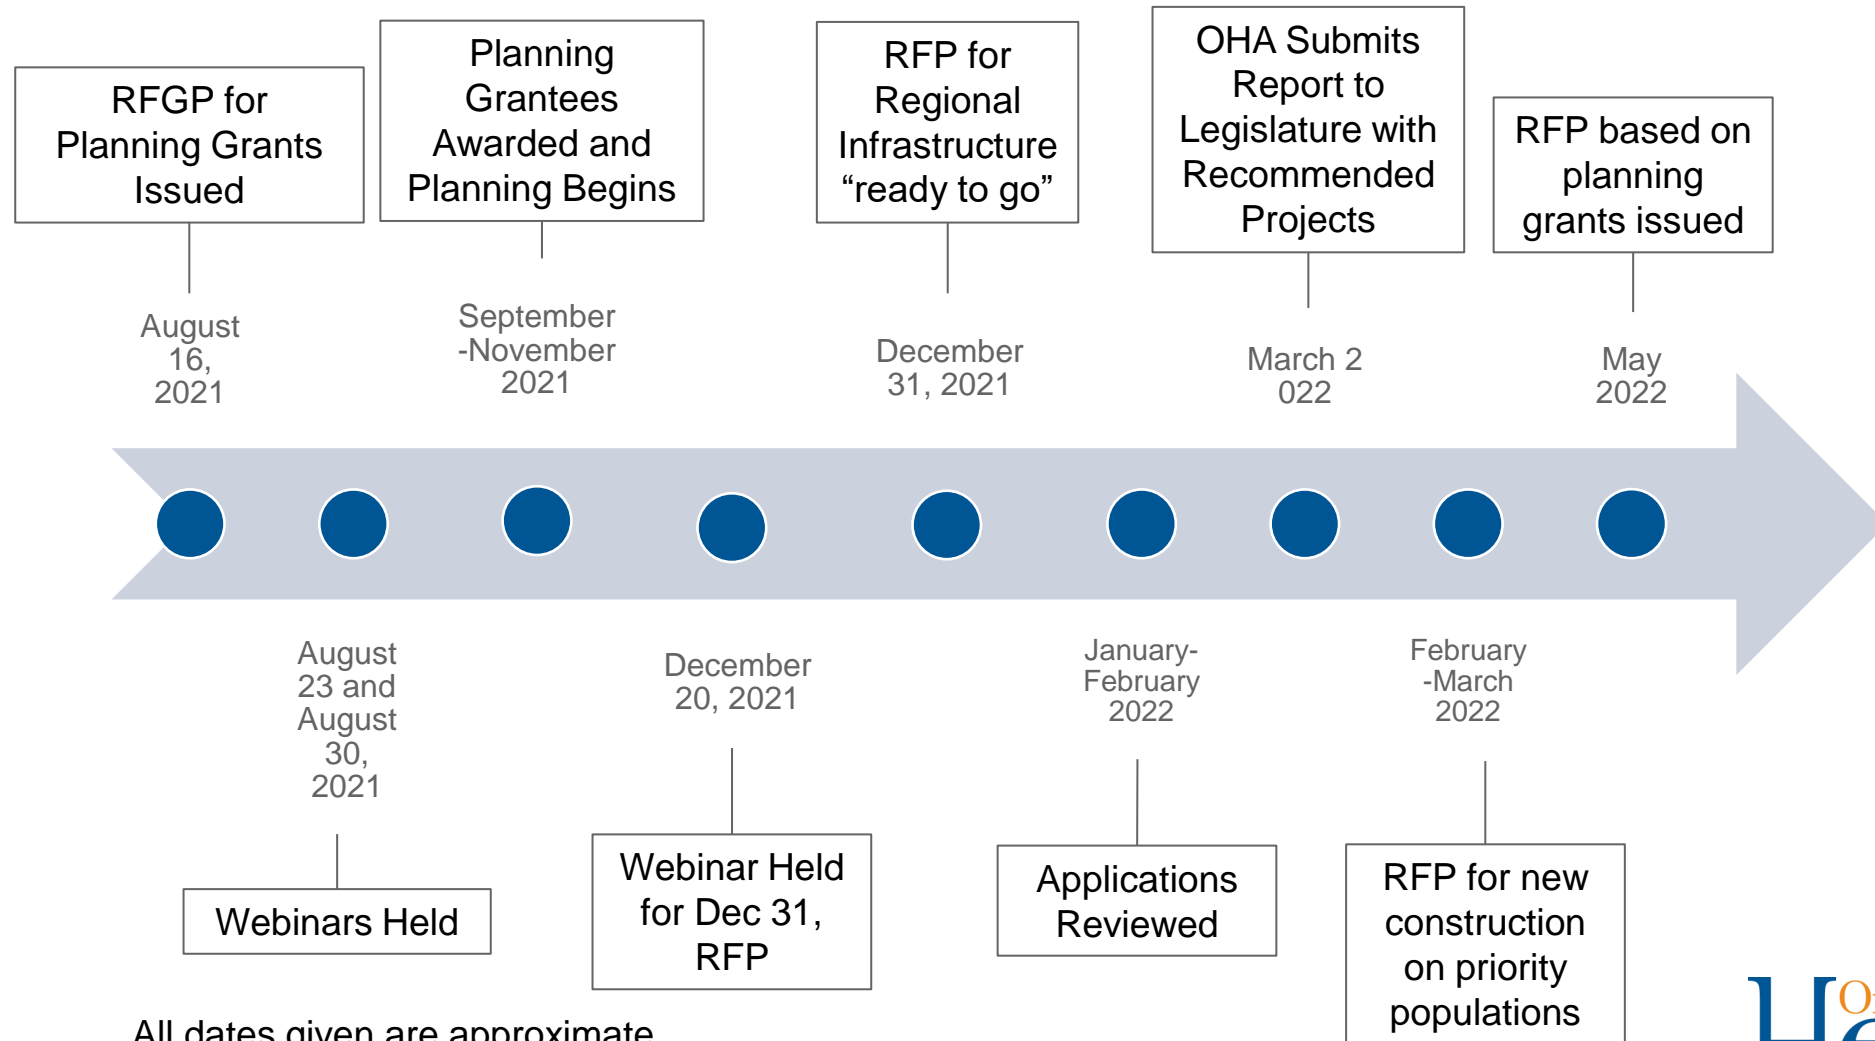 RFGP for
Planning Grants
Issued
Planning
Grantees
Awarded and
Planning Begins
RFP for
Regional
Infrastructure
“ready to go”
OHA Submits
Report to
Legislature with
Recommended
Projects
RFP based on
planning
grants issued
August
16,
2021
September
-November
2021
December
31, 2021
March 2
022
May
2022
August
23 and
August
30,
2021
December
20, 2021
January-
February
2022
February
-March
2022
Webinars Held
Webinar Held
for Dec 31,
RFP
Applications
Reviewed
RFP for new
construction
on priority
populations
All dates given are approximate